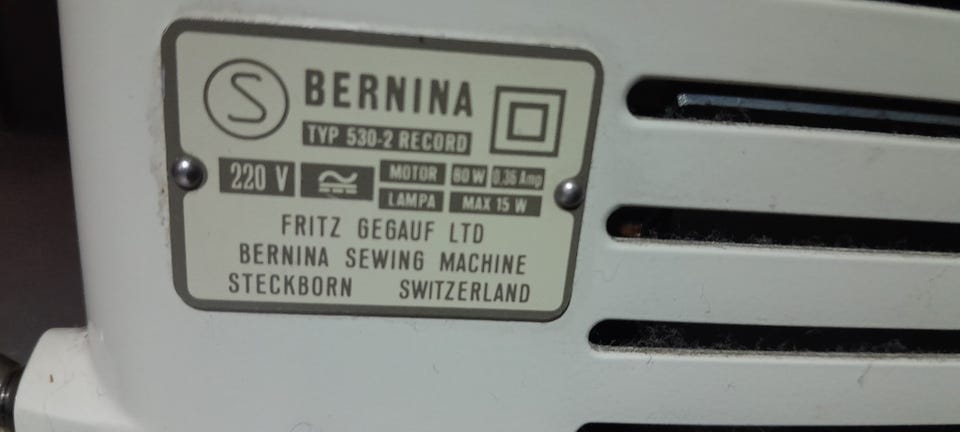 S BERNINA
TYP 530-2 RECORD
220 V MOTOR 80 W 0.36 Amp
LAMPA MAX 15 W
FRITZ GEGAUF LTD
BERNINA SEWING MACHINE
STECKBORN SWITZERLAND